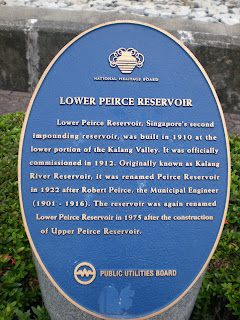 NATIONAL HERITAGE BOARD
LOWER PEIRCE RESERVOIR
Lower Peirce Reservoir, Singapore's second
impounding reservoir, was built in 1910 at the
lower portion of the Kalang Valley. It was officially
commissioned in 1912. Originally known as Kalang
River Reservoir, it was renamed Peirce Reservoir
in 1922 after Robert Peirce, the Municipal Engineer
(1901 - 1916). The reservoir was again renamed
Lower Peirce Reservoir in 1975 after the construction
of Upper Peirce Reservoir.
PUBLIC UTILITIES BOARD